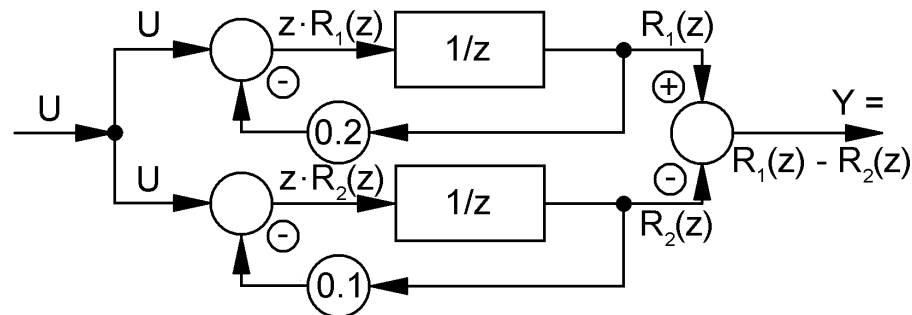 U
U
z·R₁(z)
-
1/z
0.2
R₁(z)
+
Y =
R₁(z) - R₂(z)
U
z·R₂(z)
-
1/z
0.1
-
R₂(z)